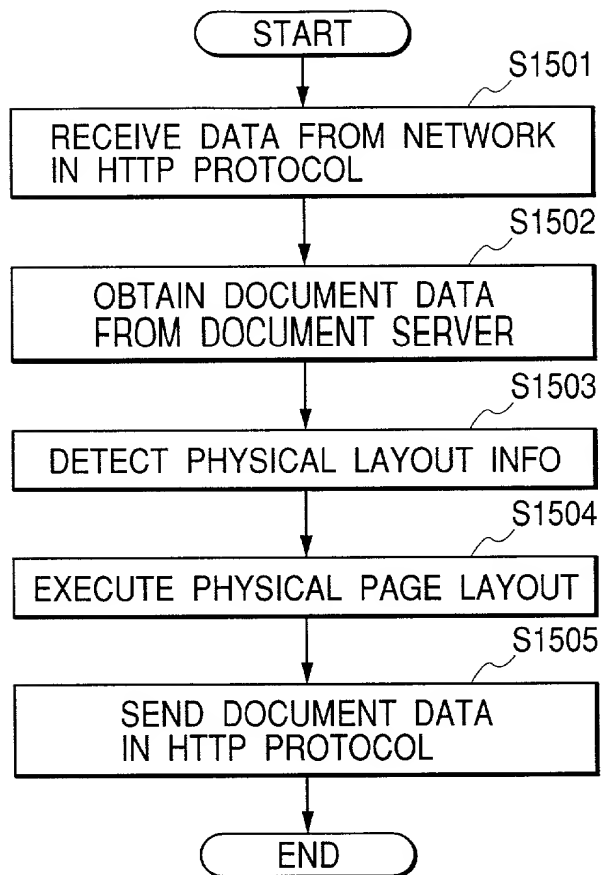 START
S1501
RECEIVE DATA FROM NETWORK
IN HTTP PROTOCOL
S1502
OBTAIN DOCUMENT DATA
FROM DOCUMENT SERVER
S1503
DETECT PHYSICAL LAYOUT INFO
S1504
EXECUTE PHYSICAL PAGE LAYOUT
S1505
SEND DOCUMENT DATA
IN HTTP PROTOCOL
END